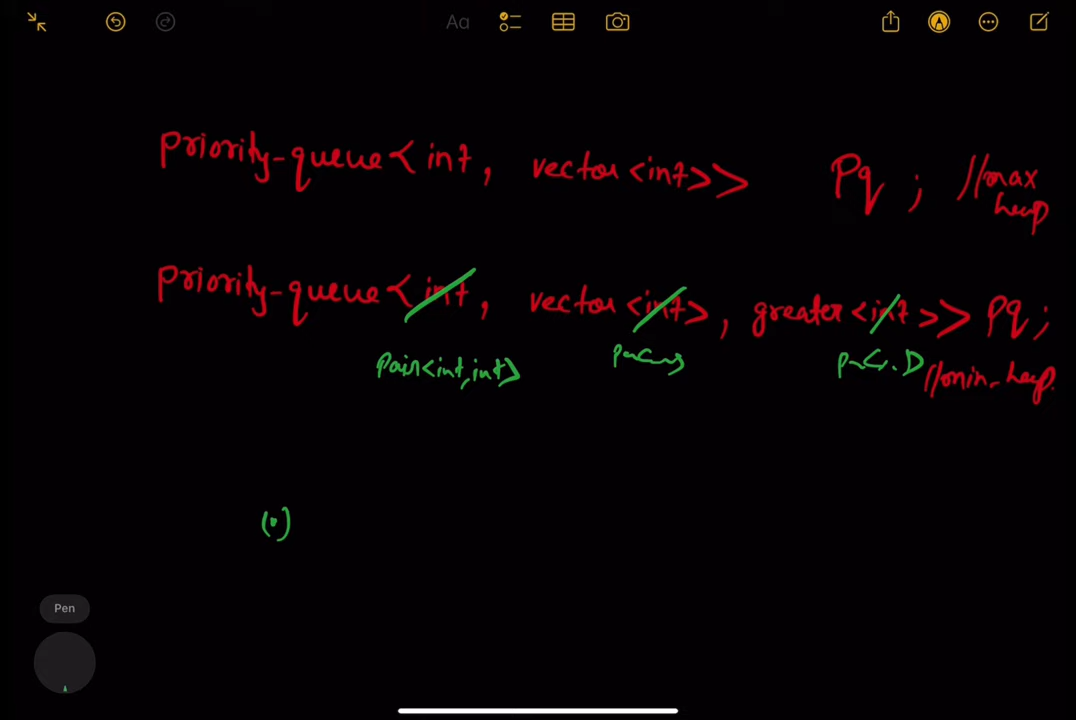 Aa
Priority-queue<int, vector<int>> Pq; //max heap
Priority-queue<int, vector<int>, greater<int>> Pq;
pair<int,int> //min-heap.
(•)
Pen